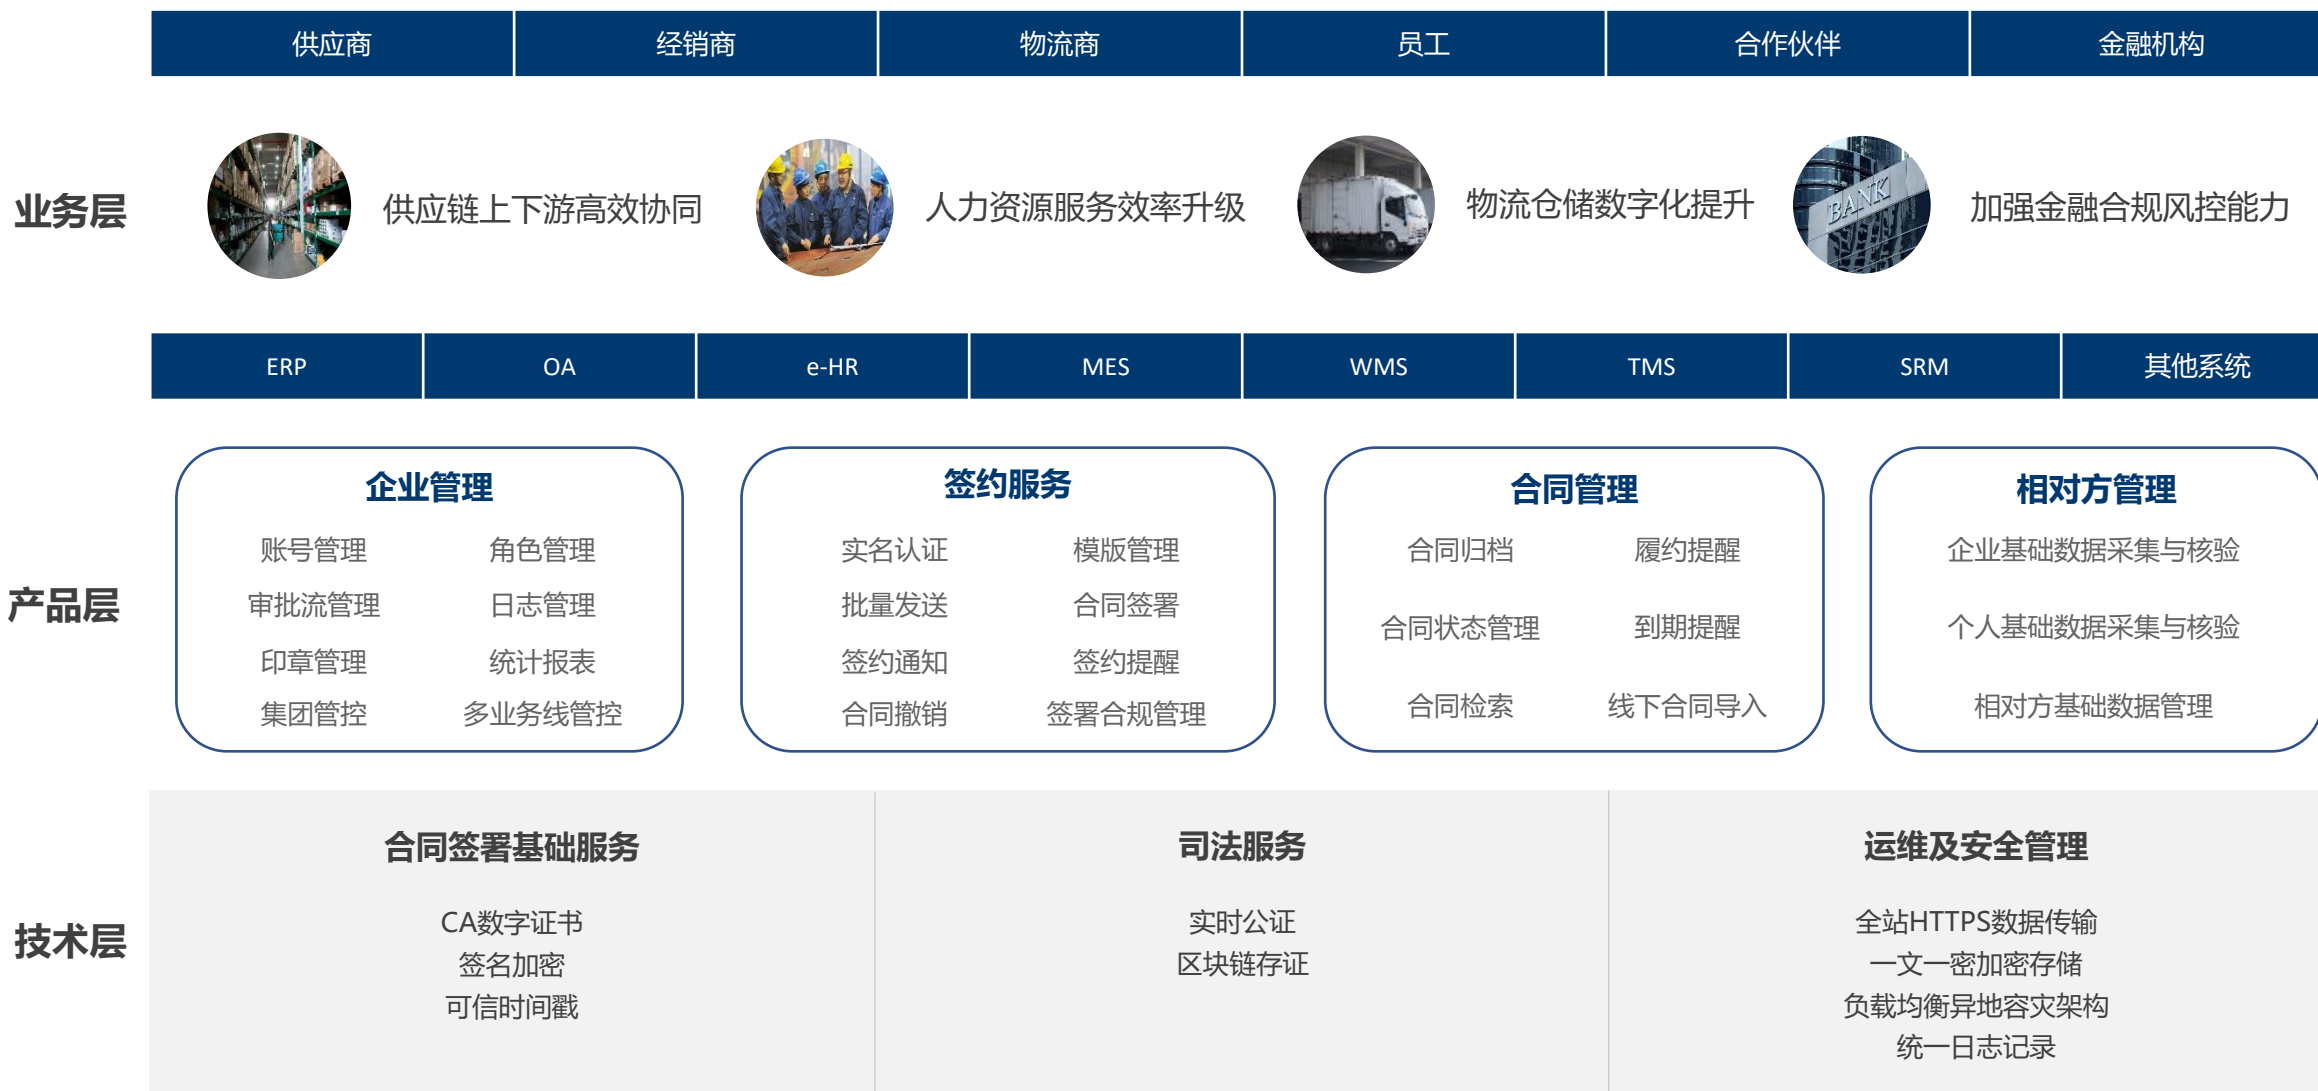 供应商 经销商 物流商 员工 合作伙伴 金融机构
业务层
供应链上下游高效协同 人力资源服务效率升级 物流仓储数字化提升 BANK 加强金融合规风控能力
ERP OA e-HR MES WMS TMS SRM 其他系统
产品层
企业管理
账号管理 角色管理
审批流管理 日志管理
印章管理 统计报表
集团管控 多业务线管控
签约服务
实名认证 模版管理
批量发送 合同签署
签约通知 签约提醒
合同撤销 签署合规管理
合同管理
合同归档 履约提醒
合同状态管理 到期提醒
合同检索 线下合同导入
相对方管理
企业基础数据采集与核验
个人基础数据采集与核验
相对方基础数据管理
技术层
合同签署基础服务
CA数字证书
签名加密
可信时间戳
司法服务
实时公证
区块链存证
运维及安全管理
全站HTTPS数据传输
一文一密加密存储
负载均衡异地容灾架构
统一日志记录